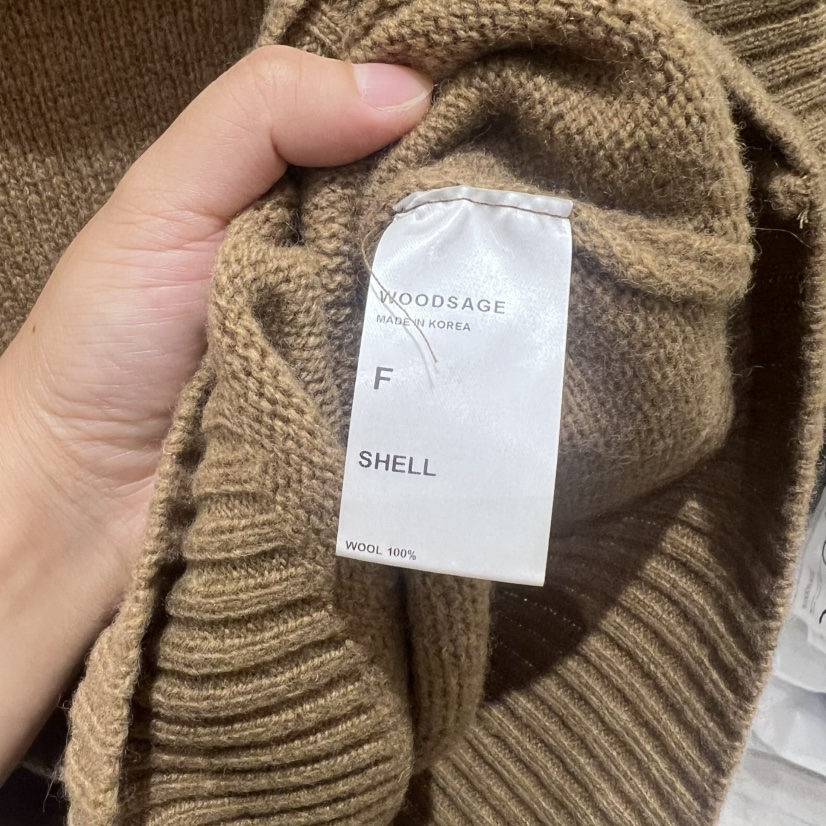 WOODSAGE
MADE IN KOREA
F
SHELL
WOOL 100%